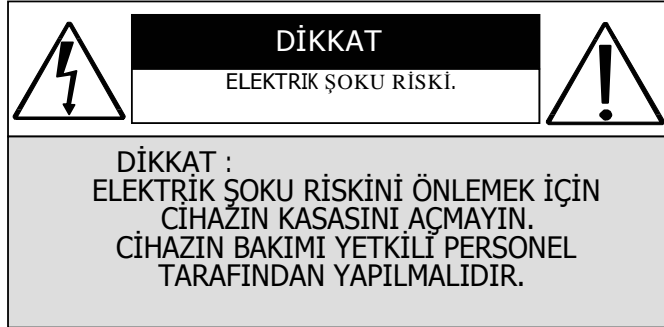 DİKKAT
ELEKTRIK ŞOKU RİSKİ.
DİKKAT :
ELEKTRİK ŞOKU RİSKİNİ ÖNLEMEK İÇİN
CİHAZIN KASASINI AÇMAYIN.
CİHAZIN BAKIMI YETKİLİ PERSONEL
TARAFINDAN YAPILMALIDIR.